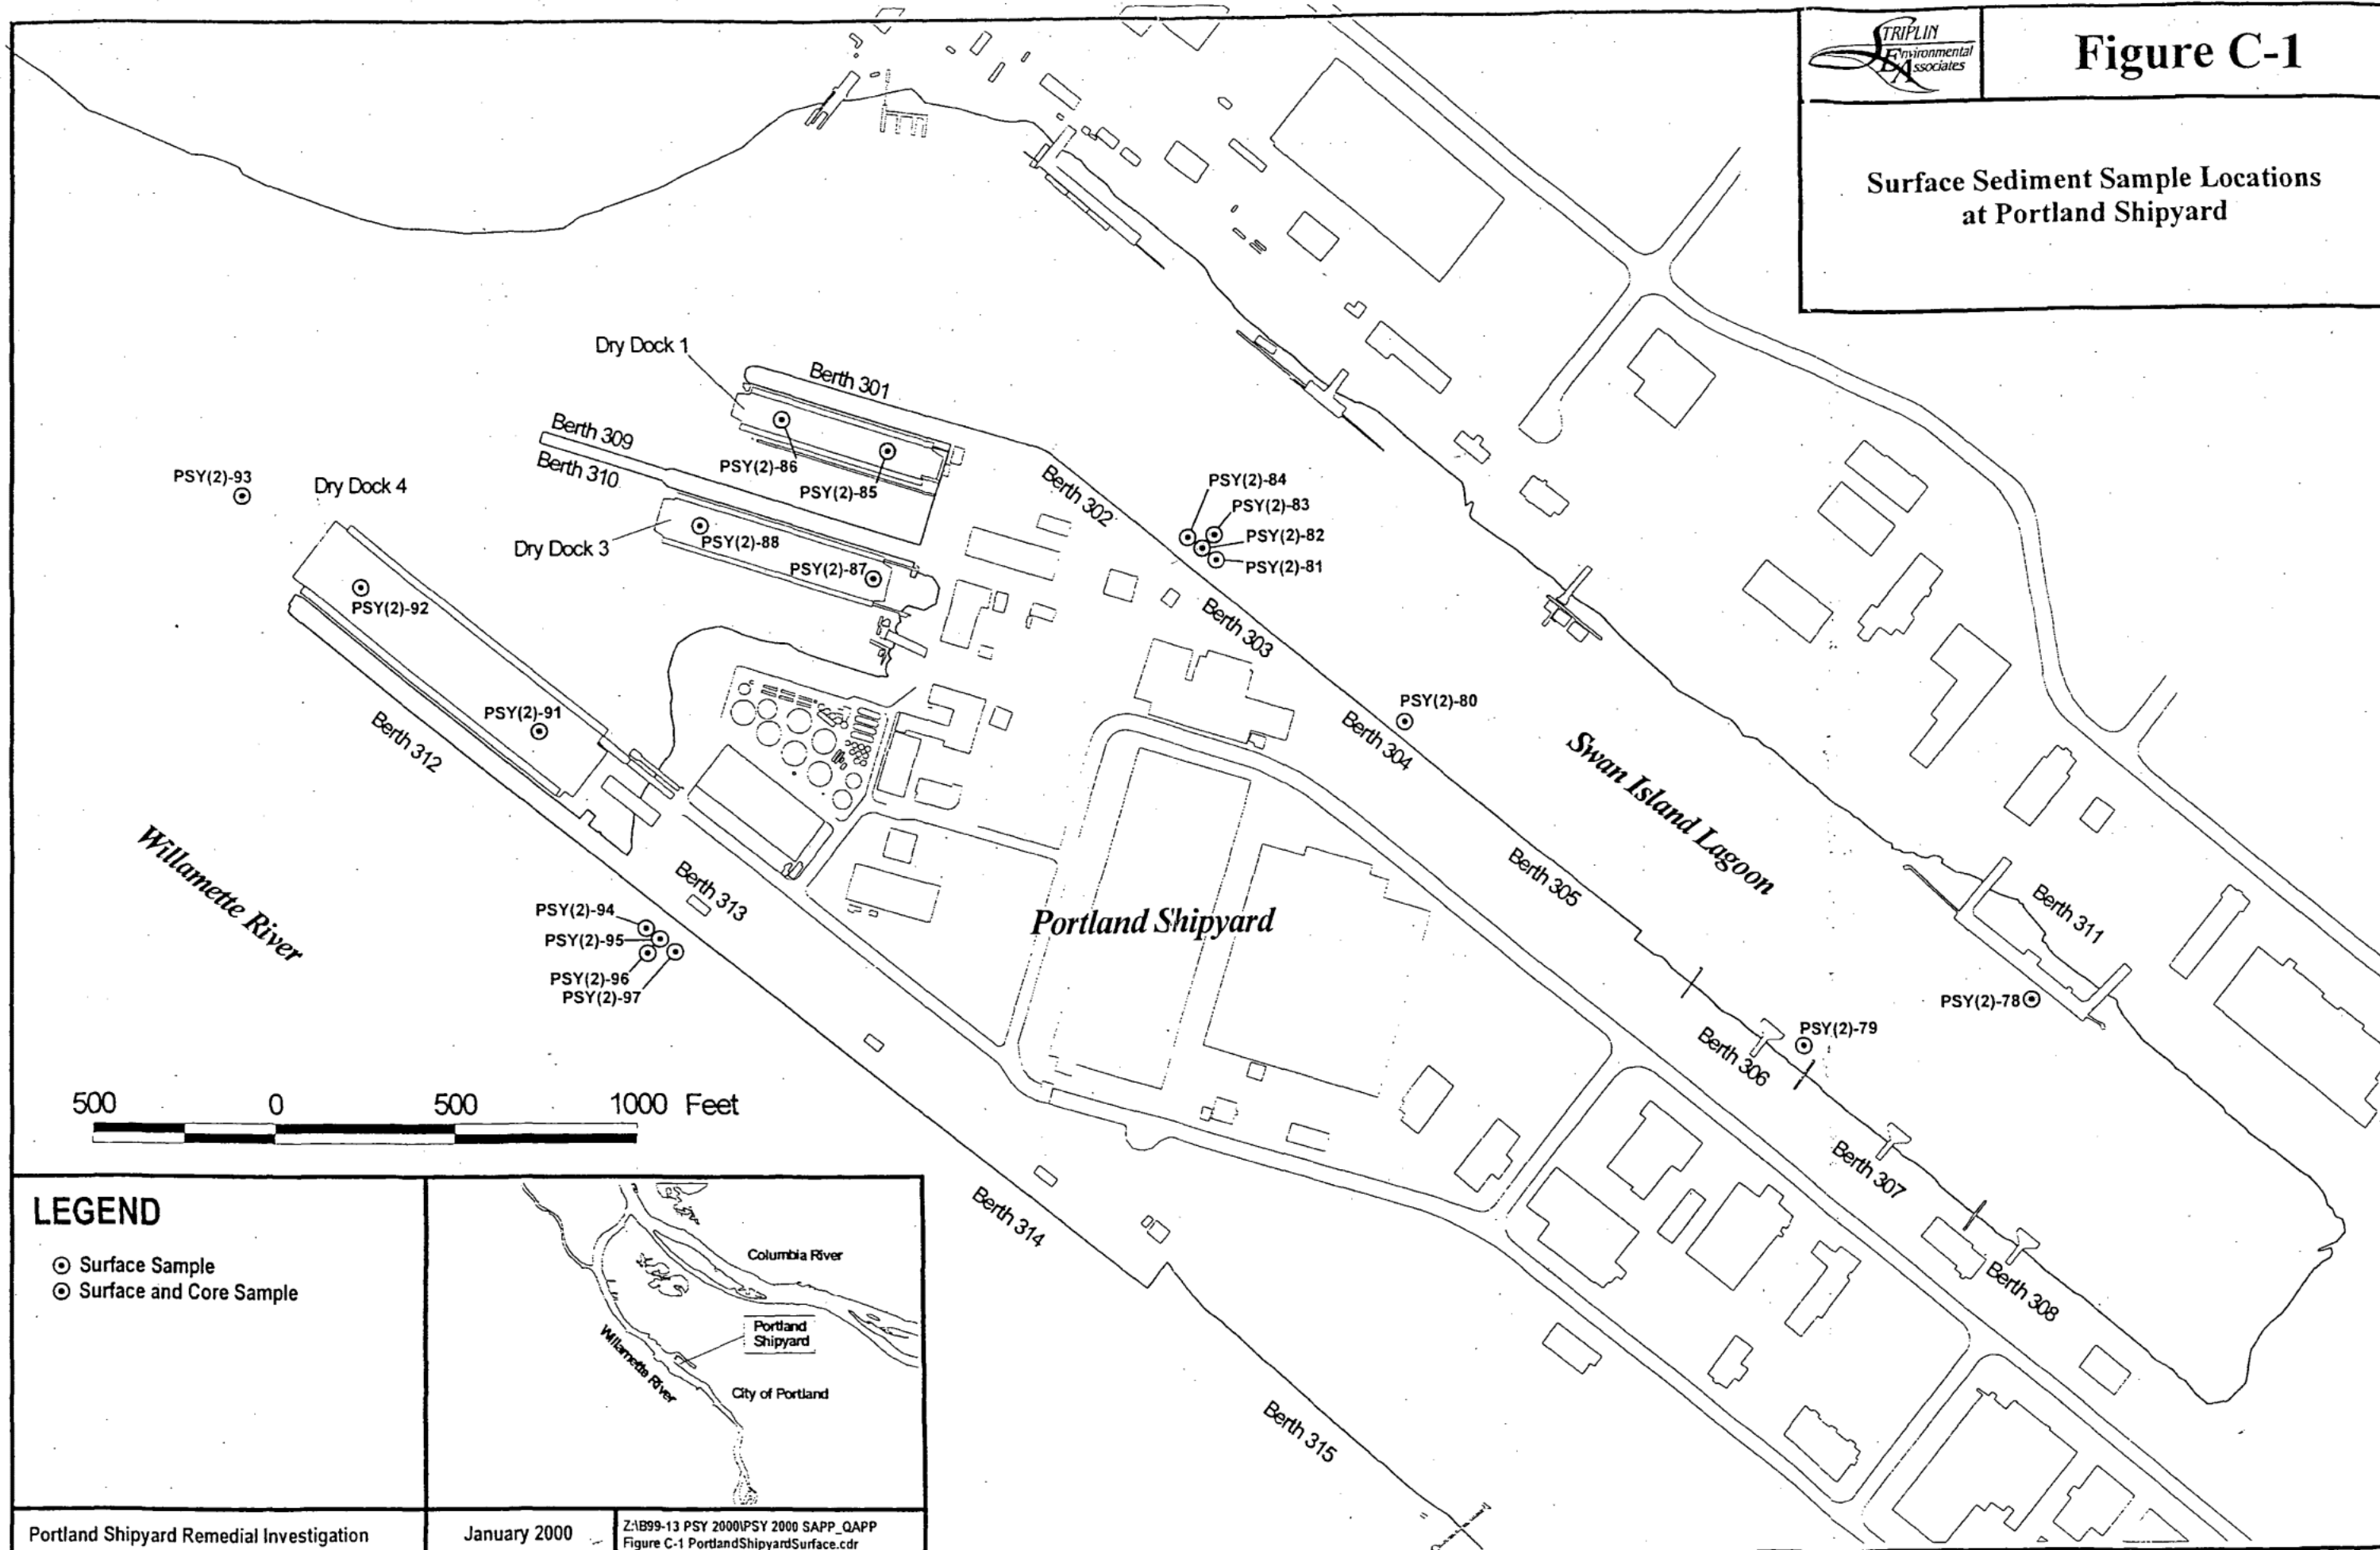 STRIPLIN
Environmental
Associates
Figure C-1
Surface Sediment Sample Locations
at Portland Shipyard
Dry Dock 1
Berth 301
Berth 309
Berth 310
PSY(2)-86
PSY(2)-85
Berth 302
PSY(2)-84
PSY(2)-83
PSY(2)-82
PSY(2)-81
PSY(2)-93
Dry Dock 4
Dry Dock 3
PSY(2)-88
PSY(2)-87
PSY(2)-92
Berth 303
PSY(2)-91
Berth 312
PSY(2)-80
Berth 304
Swan Island Lagoon
Willamette River
Berth 313
Berth 305
Berth 311
PSY(2)-94
PSY(2)-95
PSY(2)-96
PSY(2)-97
Portland Shipyard
PSY(2)-78
PSY(2)-79
Berth 306
500 0 500 1000 Feet
Berth 307
Berth 314
Berth 308
Berth 315
LEGEND
Surface Sample
Surface and Core Sample
Columbia River
Portland
Shipyard
Willamette River
City of Portland
Portland Shipyard Remedial Investigation
January 2000
Z:\B99-13 PSY 2000\PSY 2000 SAPP_QAPP
Figure C-1 PortlandShipyardSurface.cdr